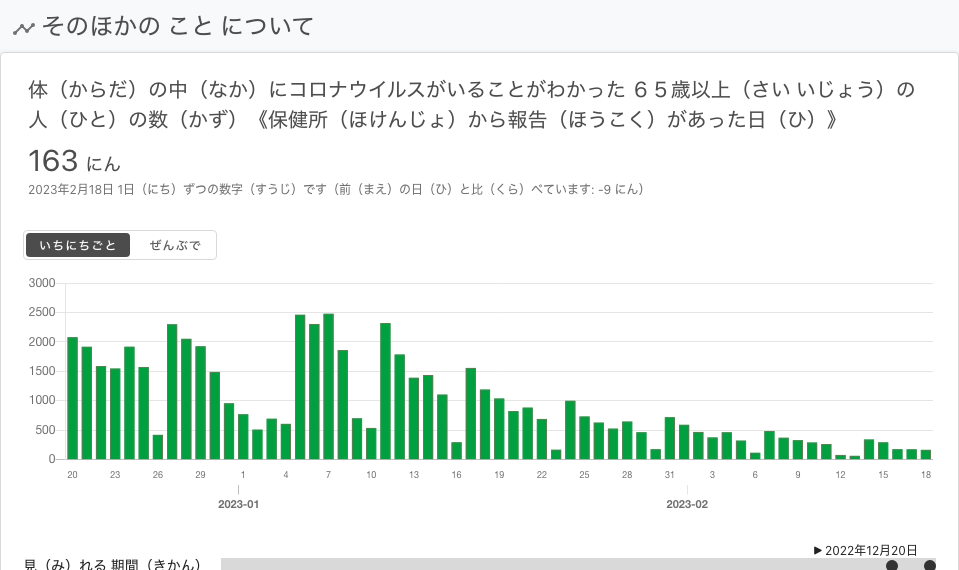 そのほかの こと について
体（からだ）の中（なか）にコロナウイルスがいることがわかった ６５歳以上（さい いじょう）の
人（ひと）の数（かず）《保健所（ほけんじょ）から報告（ほうこく）があった日（ひ）》
163 にん
2023年2月18日 1日（にち）ずつの数字（すうじ）です（前（まえ）の日（ひ）と比（くら）べています: -9 にん）
いちにちごと ぜんぶで
3000
2500
2000
1500
1000
500
0
20 23 26 29 1 4 7 10 13 16 19 22 25 28 31 3 6 9 12 15 18
2023-01 2023-02
▶ 2022年12月20日
見（み）れる 期間（きかん）